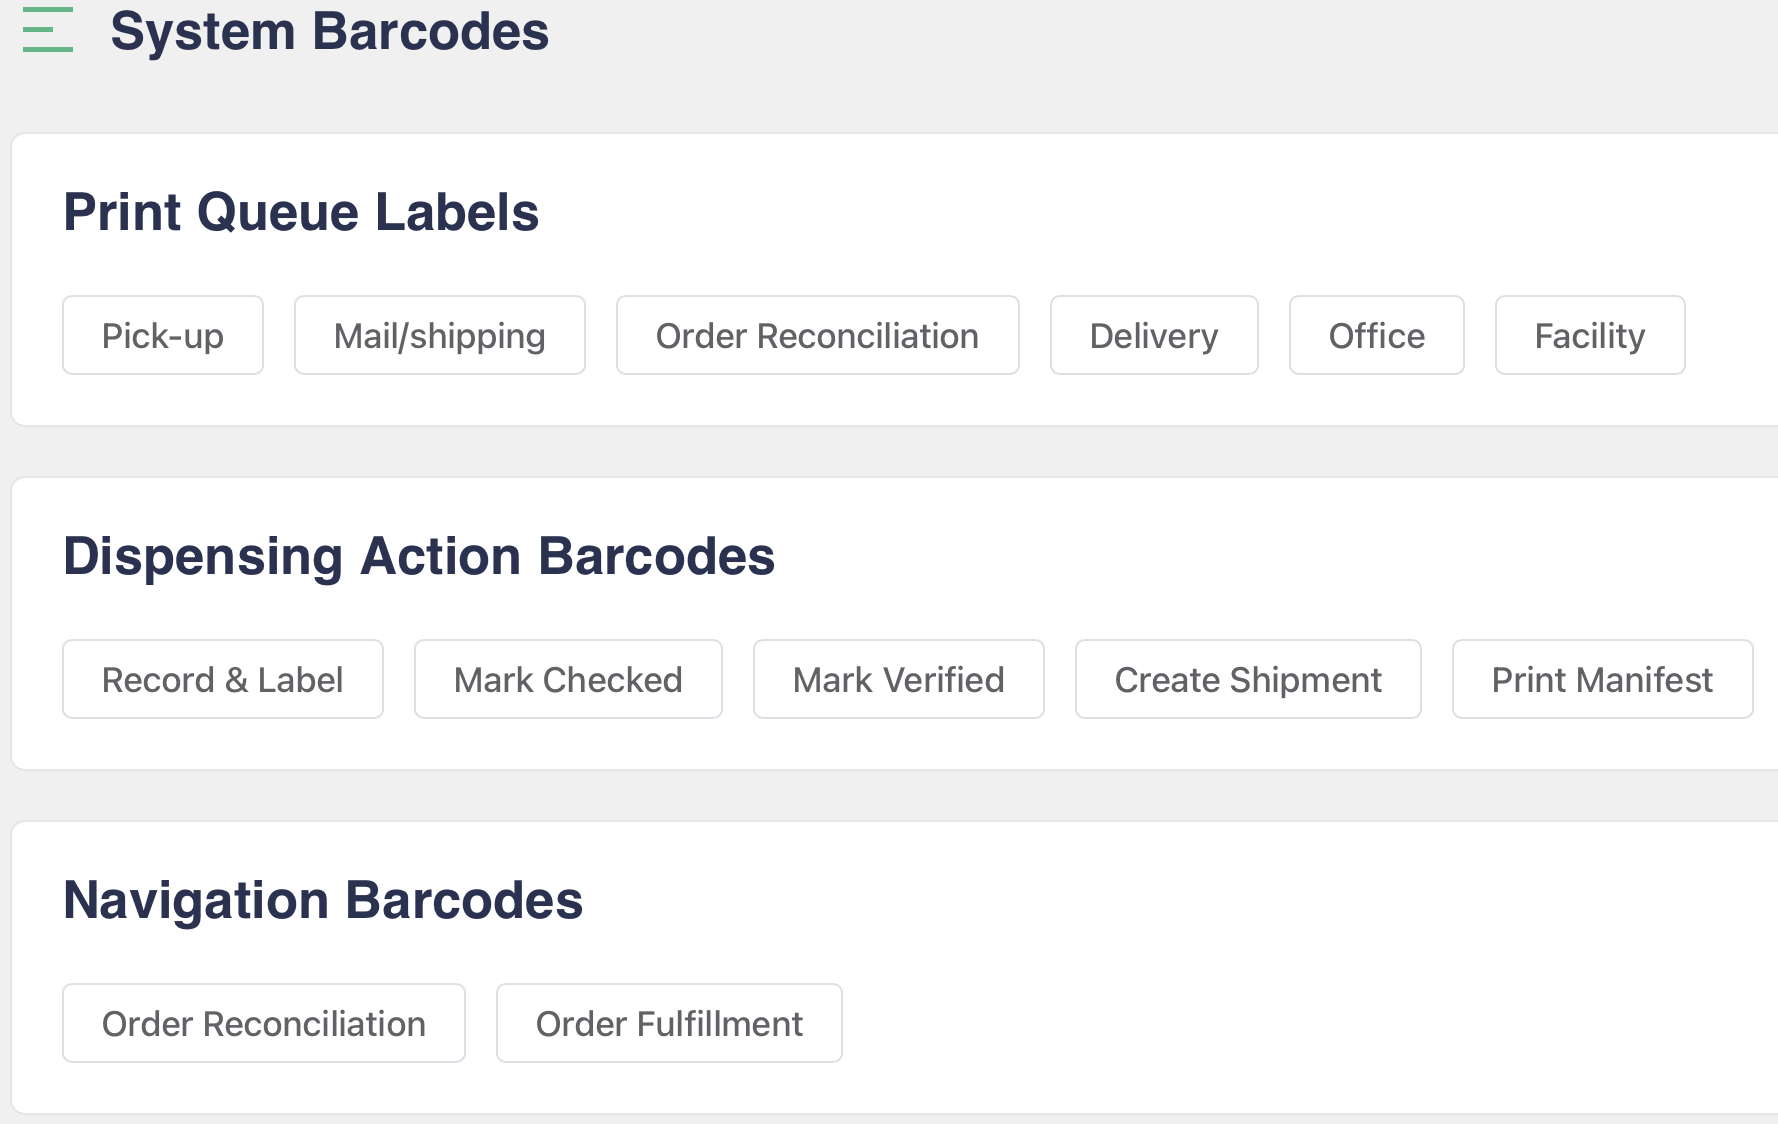 System Barcodes
Print Queue Labels
Pick-up Mail/shipping Order Reconciliation Delivery Office Facility
Dispensing Action Barcodes
Record & Label Mark Checked Mark Verified Create Shipment Print Manifest
Navigation Barcodes
Order Reconciliation Order Fulfillment